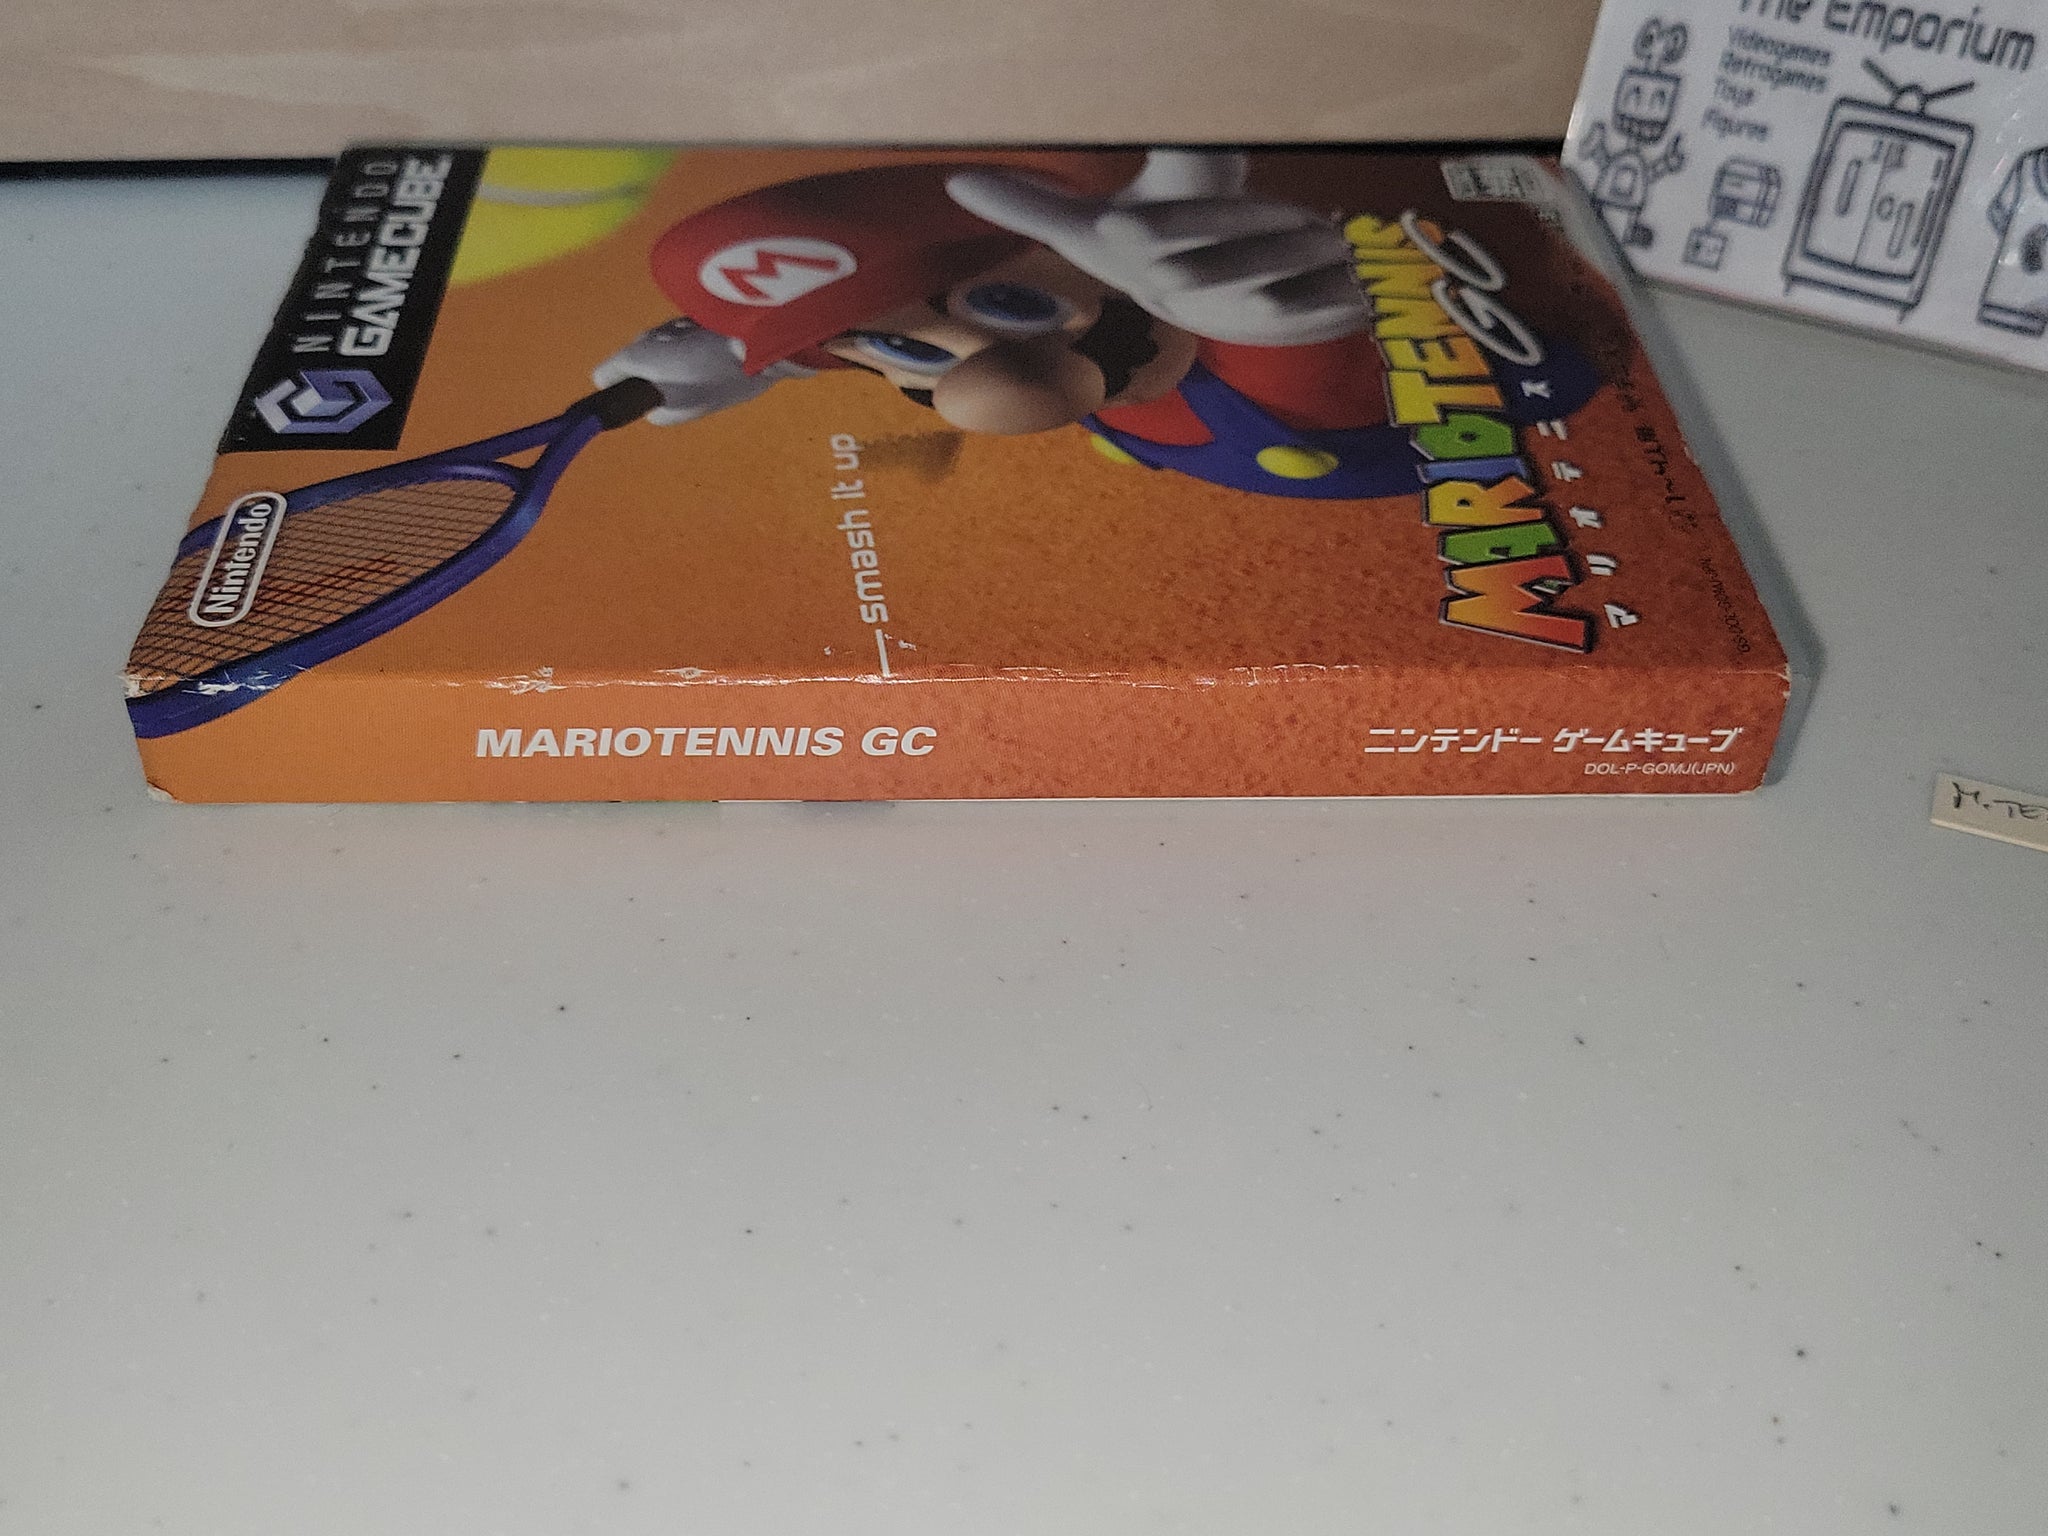 The Emporium
Videogames
Retrogames
Toys
Figures
NINTENDO
GAMECUBE
Nintendo
smash it up
MARIOTENNIS
GC
マリオテニス
MARIOTENNIS GC
ニンテンドー ゲームキューブ
DOL-P-GOMJ(JPN)
M.TE